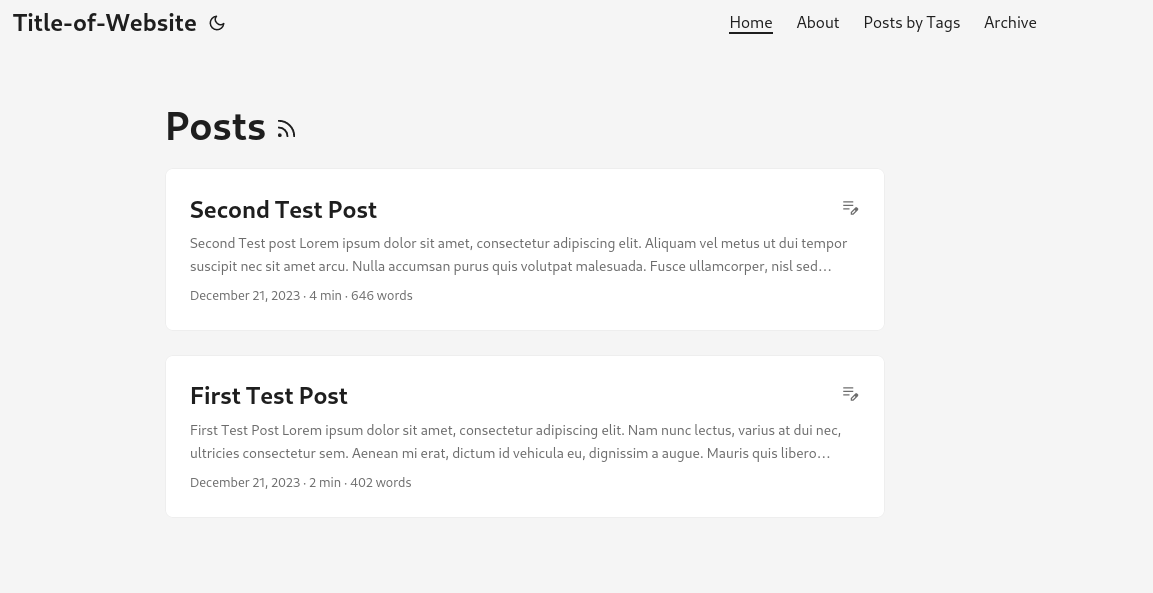 Title-of-Website
Home About Posts by Tags Archive
Posts
Second Test Post
Second Test post Lorem ipsum dolor sit amet, consectetur adipiscing elit. Aliquam vel metus ut dui tempor
suscipit nec sit amet arcu. Nulla accumsan purus quis volutpat malesuada. Fusce ullamcorper, nisl sed…
December 21, 2023 · 4 min · 646 words
First Test Post
First Test Post Lorem ipsum dolor sit amet, consectetur adipiscing elit. Nam nunc lectus, varius at dui nec,
ultricies consectetur sem. Aenean mi erat, dictum id vehicula eu, dignissim a augue. Mauris quis libero…
December 21, 2023 · 2 min · 402 words